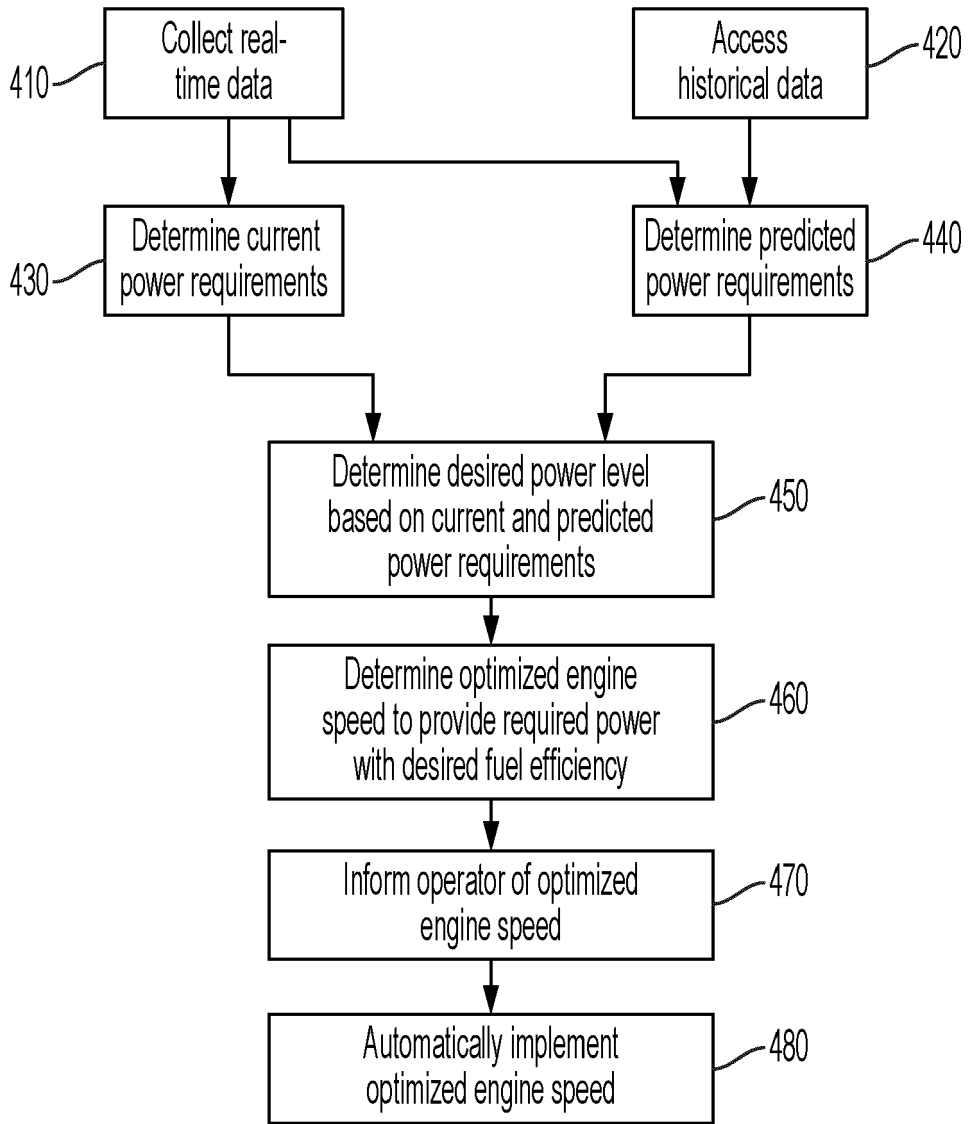 Collect real-
time data
410
Access
historical data
420
Determine current
power requirements
430
Determine predicted
power requirements
440
Determine desired power level
based on current and predicted
power requirements
450
Determine optimized engine
speed to provide required power
with desired fuel efficiency
460
Inform operator of optimized
engine speed
470
Automatically implement
optimized engine speed
480